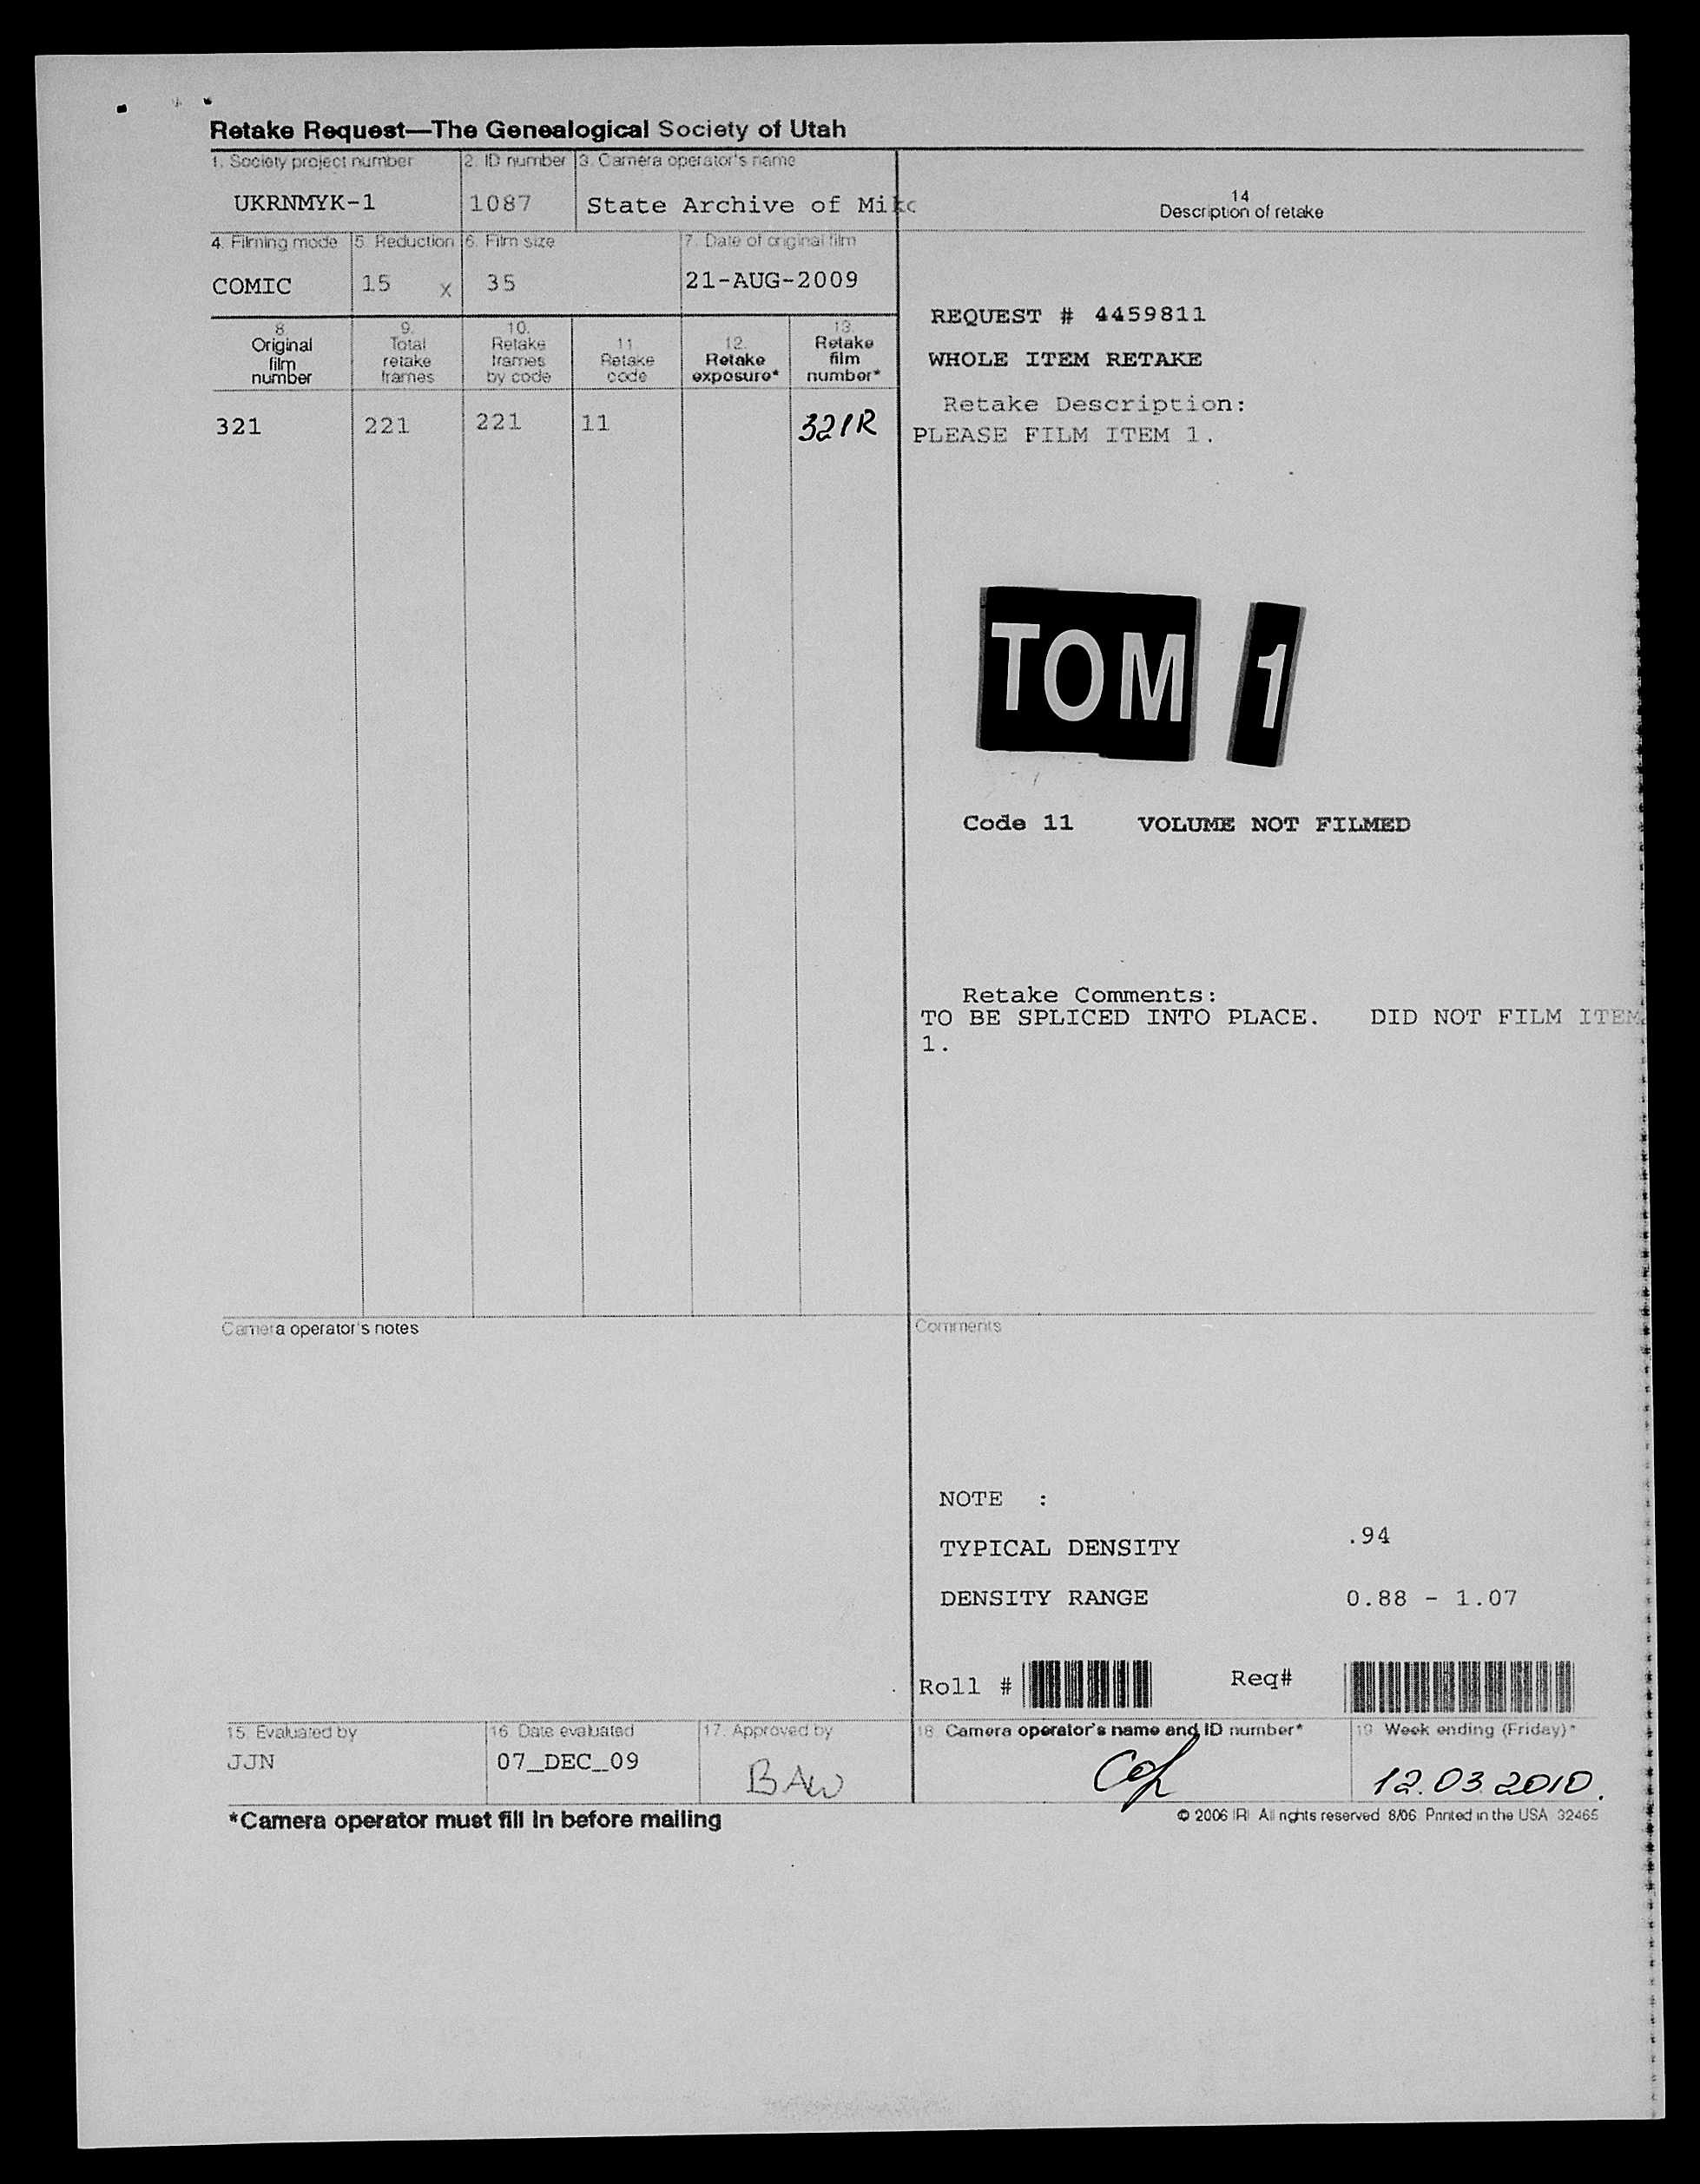 Retake Request—The Genealogical Society of Utah
1. Society project number
UKRNMYK-1
2. ID number
1087
3. Camera operator's name
State Archive of Mikc
4. Filming mode
COMIC
5. Reduction
15 x
6. Film size
35
7. Date of original film
21-AUG-2009
8.
Original
film
number
9.
Total
retake
frames
10.
Retake
frames
by code
11.
Retake
code
12.
Retake
exposure*
13.
Retake
film
number*
321
221
221
11
321R
14
Description of retake
REQUEST # 4459811
WHOLE ITEM RETAKE
Retake Description:
PLEASE FILM ITEM 1.
TOM 1
Code 11 VOLUME NOT FILMED
Retake Comments:
TO BE SPLICED INTO PLACE. DID NOT FILM ITEM
1.
Camera operator's notes
Comments
NOTE :
TYPICAL DENSITY .94
DENSITY RANGE 0.88 - 1.07
Roll #
Req#
15. Evaluated by
JJN
16. Date evaluated
07_DEC_09
17. Approved by
BAW
18. Camera operator's name and ID number*
19. Week ending (Friday)*
12.03.2010.
*Camera operator must fill in before mailing
© 2006 IRI All rights reserved 8/06 Printed in the USA 32465